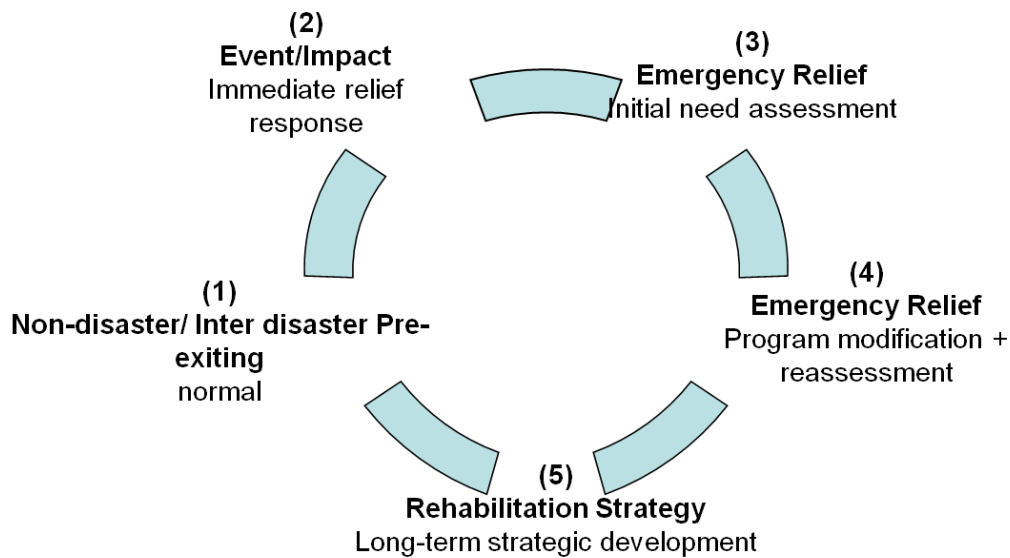 (2)
Event/Impact
Immediate relief
response
(3)
Emergency Relief
Initial need assessment
(1)
Non-disaster/ Inter disaster Pre-
exiting
normal
(4)
Emergency Relief
Program modification +
reassessment
(5)
Rehabilitation Strategy
Long-term strategic development